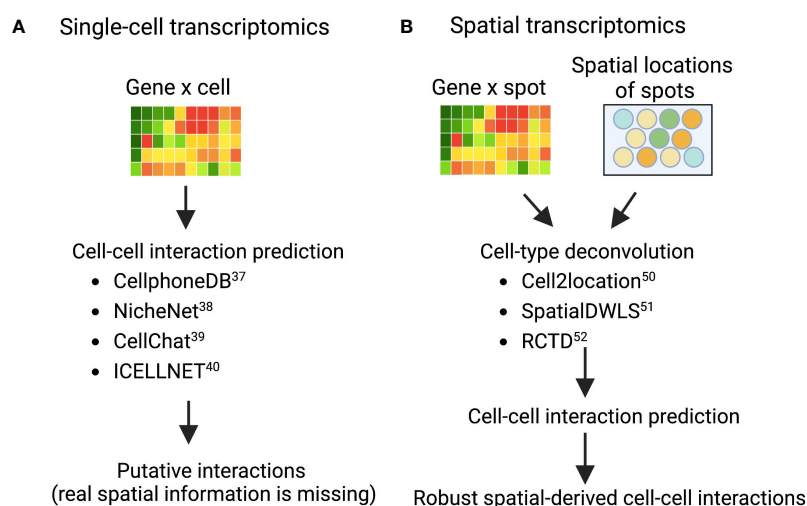 A Single-cell transcriptomics
Gene x cell
Cell-cell interaction prediction
• CellphoneDB37
• NicheNet38
• CellChat39
• ICELLNET40
Putative interactions
(real spatial information is missing)
B Spatial transcriptomics
Gene x spot
Spatial locations
of spots
Cell-type deconvolution
• Cell2location50
• SpatialDWLS51
• RCTD52
Cell-cell interaction prediction
Robust spatial-derived cell-cell interactions